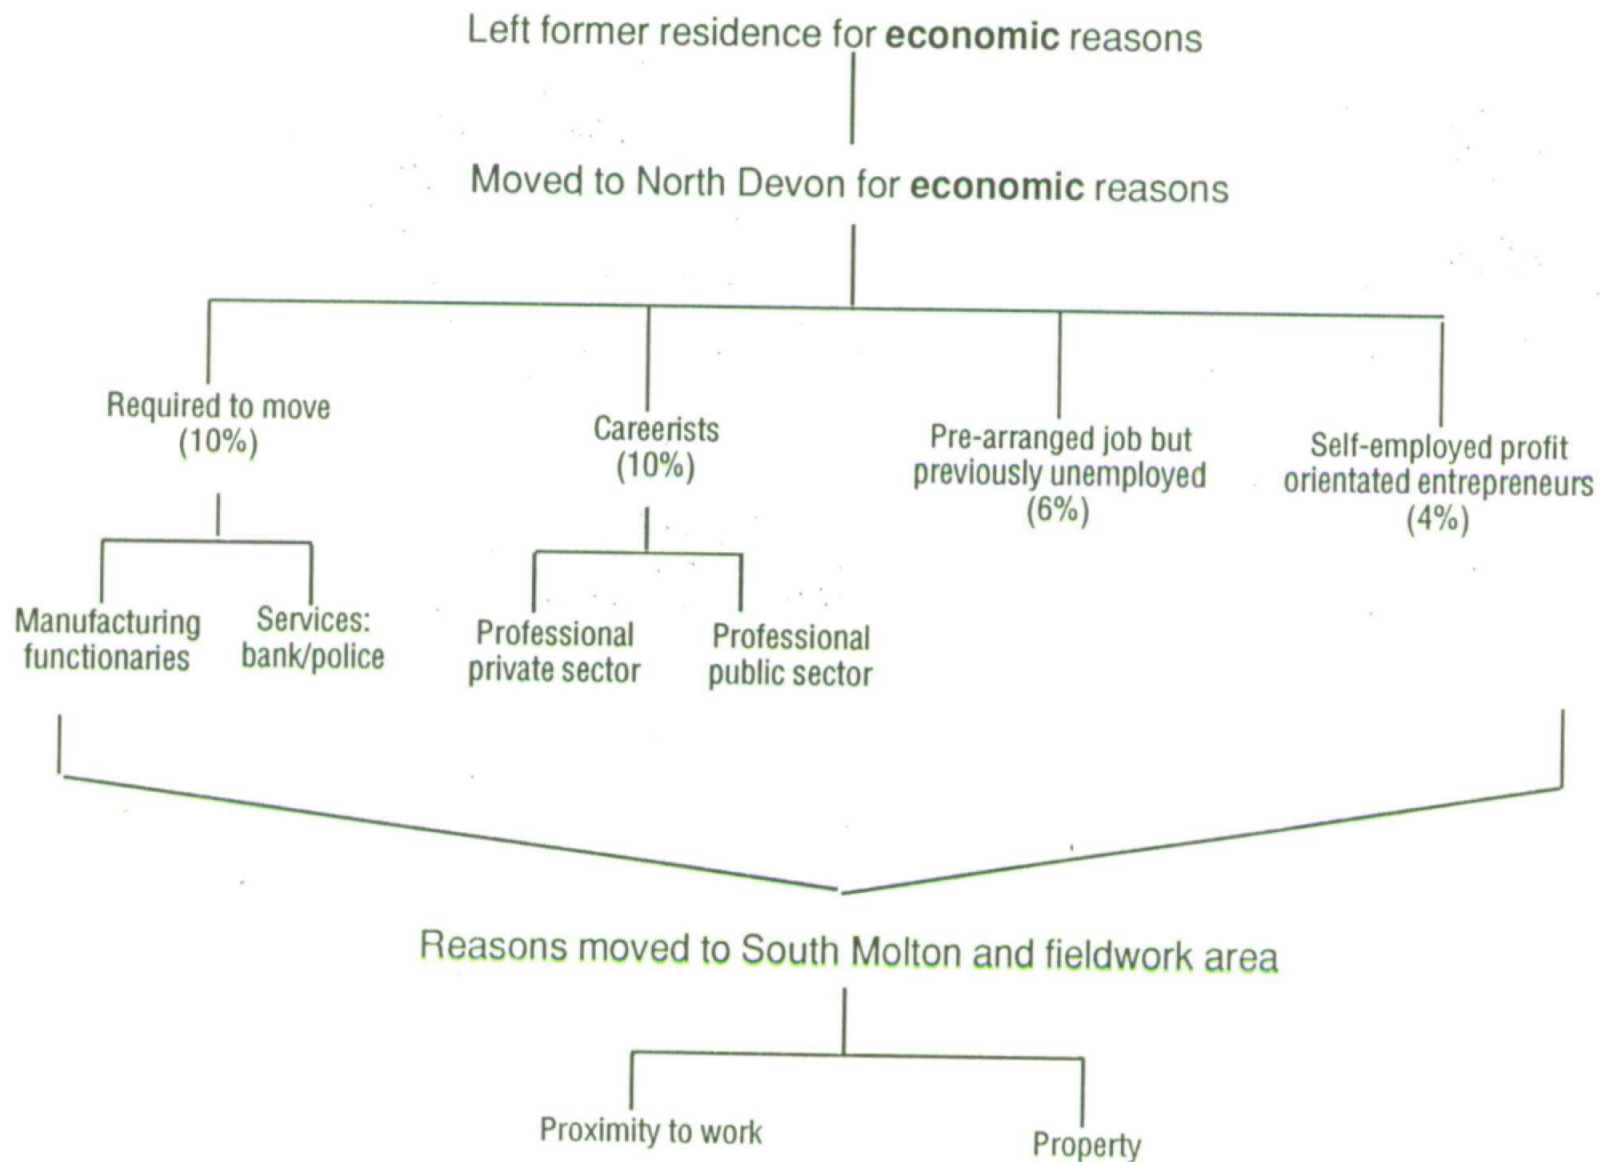 Left former residence for economic reasons
Moved to North Devon for economic reasons
Required to move
(10%)
Careerists
(10%)
Pre-arranged job but
previously unemployed
(6%)
Self-employed profit
orientated entrepreneurs
(4%)
Manufacturing
functionaries
Services:
bank/police
Professional
private sector
Professional
public sector
Reasons moved to South Molton and fieldwork area
Proximity to work
Property